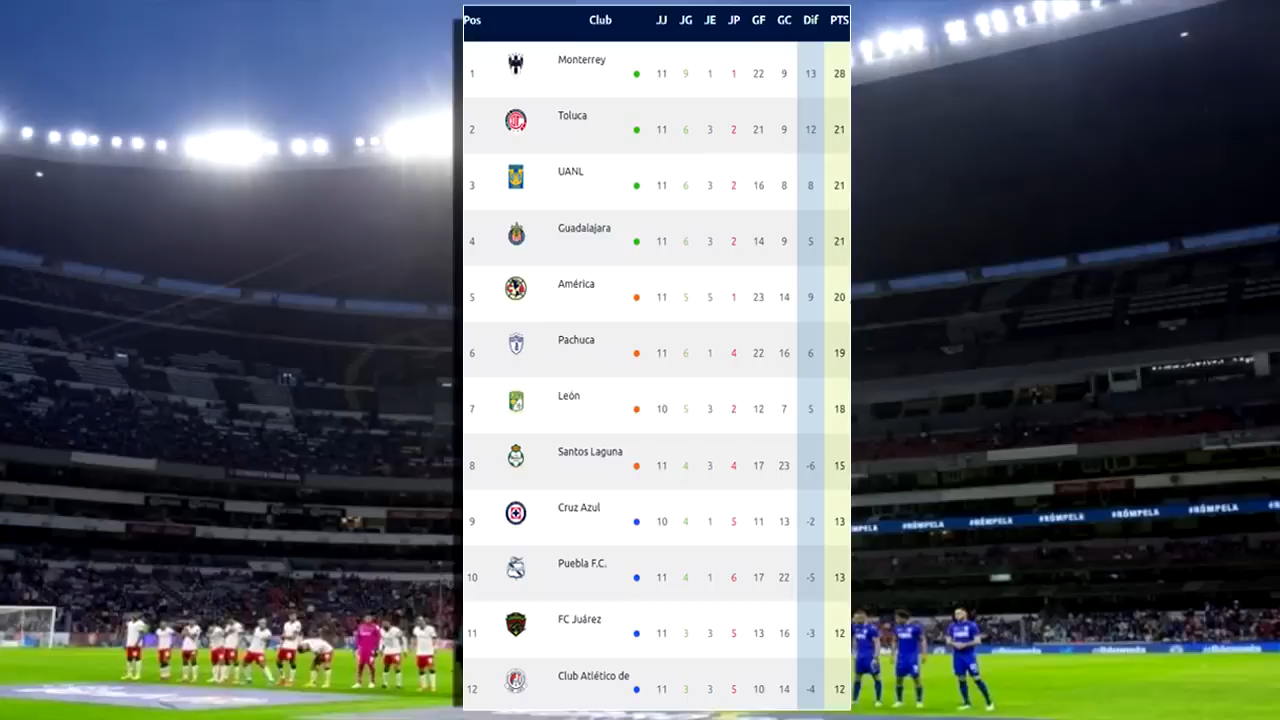 Pos Club JJ JG JE JP GF GC Dif PTS
1 Monterrey 11 9 1 1 22 9 13 28
2 Toluca 11 6 3 2 21 9 12 21
3 UANL 11 6 3 2 16 8 8 21
4 Guadalajara 11 6 3 2 14 9 5 21
5 América 11 5 5 1 23 14 9 20
6 Pachuca 11 6 1 4 22 16 6 19
7 León 10 5 3 2 12 7 5 18
8 Santos Laguna 11 4 3 4 17 23 -6 15
9 Cruz Azul 10 4 1 5 11 13 -2 13
10 Puebla F.C. 11 4 1 6 17 22 -5 13
11 FC Juárez 11 3 3 5 13 16 -3 12
12 Club Atlético de 11 3 3 5 10 14 -4 12
RÓMPELA #RÓMPELA #RÓMPELA #RÓMPELA #RÓMPELA #RÓMPELA